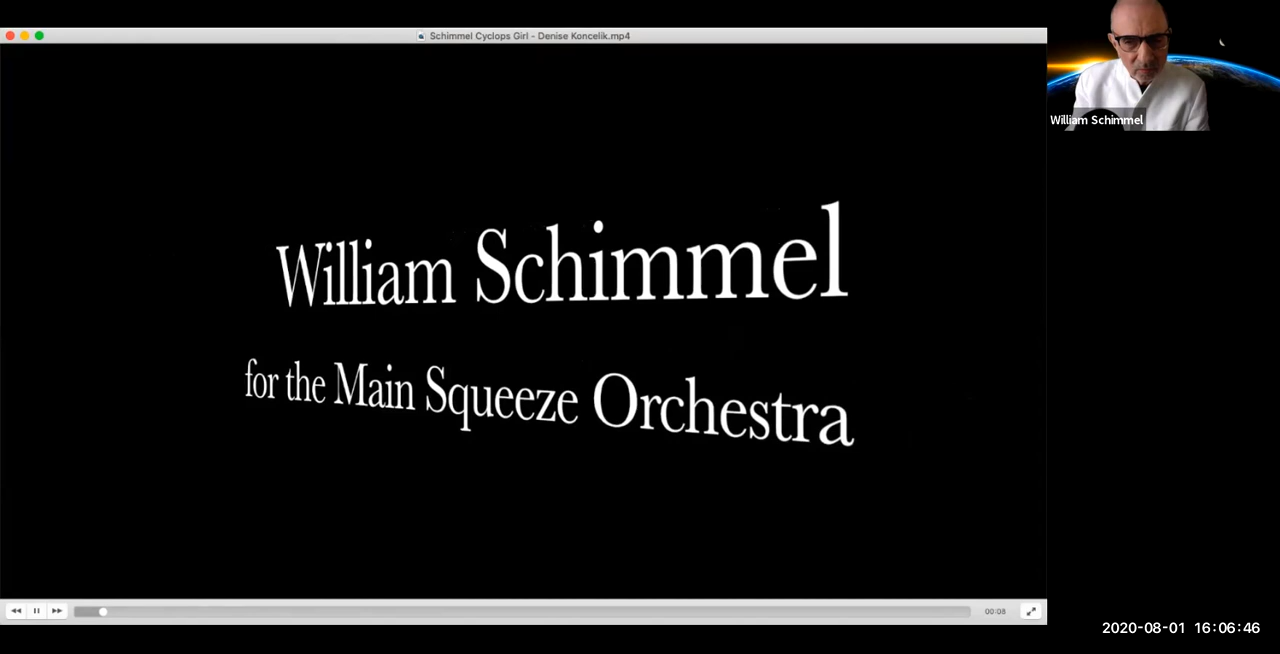 Schimmel Cyclops Girl - Denise Koncelik.mp4
William Schimmel
William Schimmel
for the Main Squeeze Orchestra
00:08
2020-08-01 16:06:46